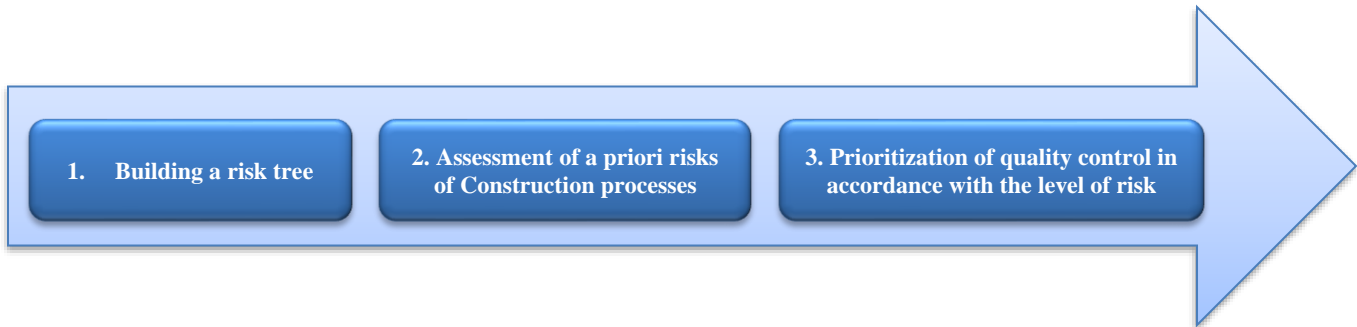 1. Building a risk tree
2. Assessment of a priori risks
of Construction processes
3. Prioritization of quality control in
accordance with the level of risk